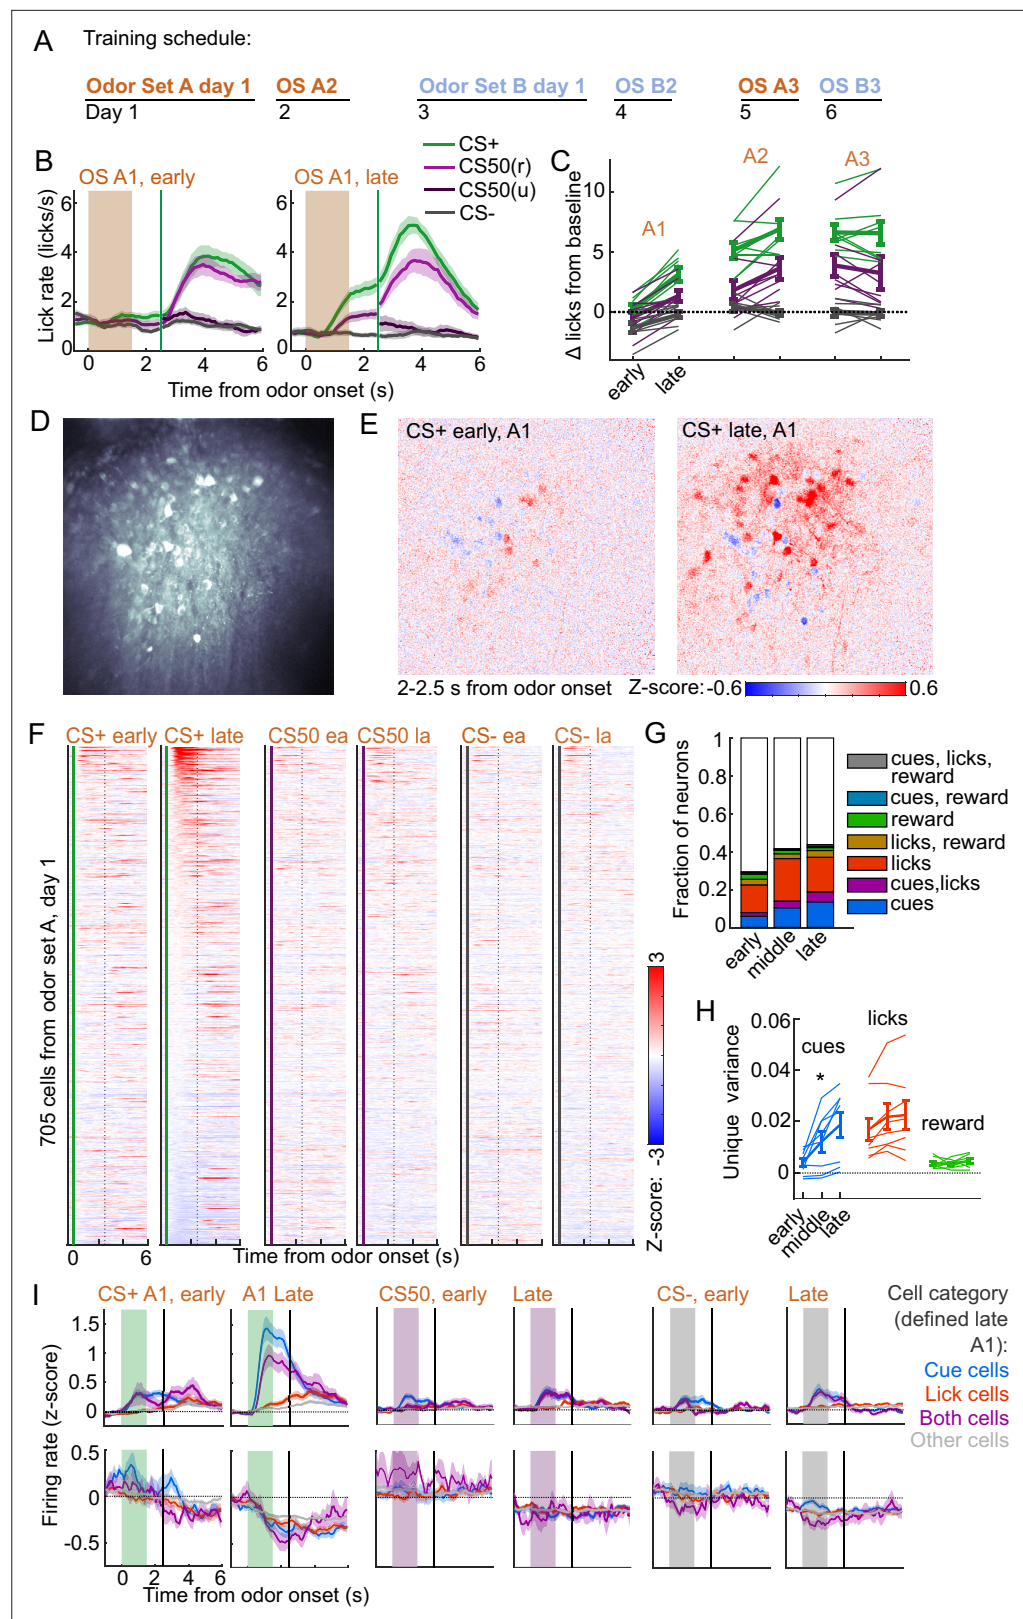 A
Training schedule:
Odor Set A day 1
OS A2
Odor Set B day 1
OS B2
OS A3
OS B3
Day 1
2
3
4
5
6
B
OS A1, early
OS A1, late
CS+
CS50(r)
CS50(u)
CS-
Lick rate (licks/s)
6
4
2
0
6
4
2
0
0
2
4
6
0
2
4
6
Time from odor onset (s)
C
A1
A2
A3
Δ licks from baseline
10
5
0
early
late
D
E
CS+ early, A1
CS+ late, A1
2-2.5 s from odor onset
Z-score: -0.6
0.6
F
CS+ early
CS+ late
CS50 ea
CS50 la
CS- ea
CS- la
705 cells from odor set A, day 1
0
6
Time from odor onset (s)
Z-score: -3
3
G
Fraction of neurons
1
0.8
0.6
0.4
0.2
0
early
middle
late
cues, licks,
reward
cues, reward
reward
licks, reward
licks
cues,licks
cues
H
Unique variance
0.06
0.04
0.02
0
cues
*
licks
reward
early
middle
late
I
CS+ A1, early
A1 Late
CS50, early
Late
CS-, early
Late
Cell category
(defined late
A1):
Cue cells
Lick cells
Both cells
Other cells
Firing rate (z-score)
1.5
1
0.5
0
0.5
0
-0.5
0
2
4
6
Time from odor onset (s)